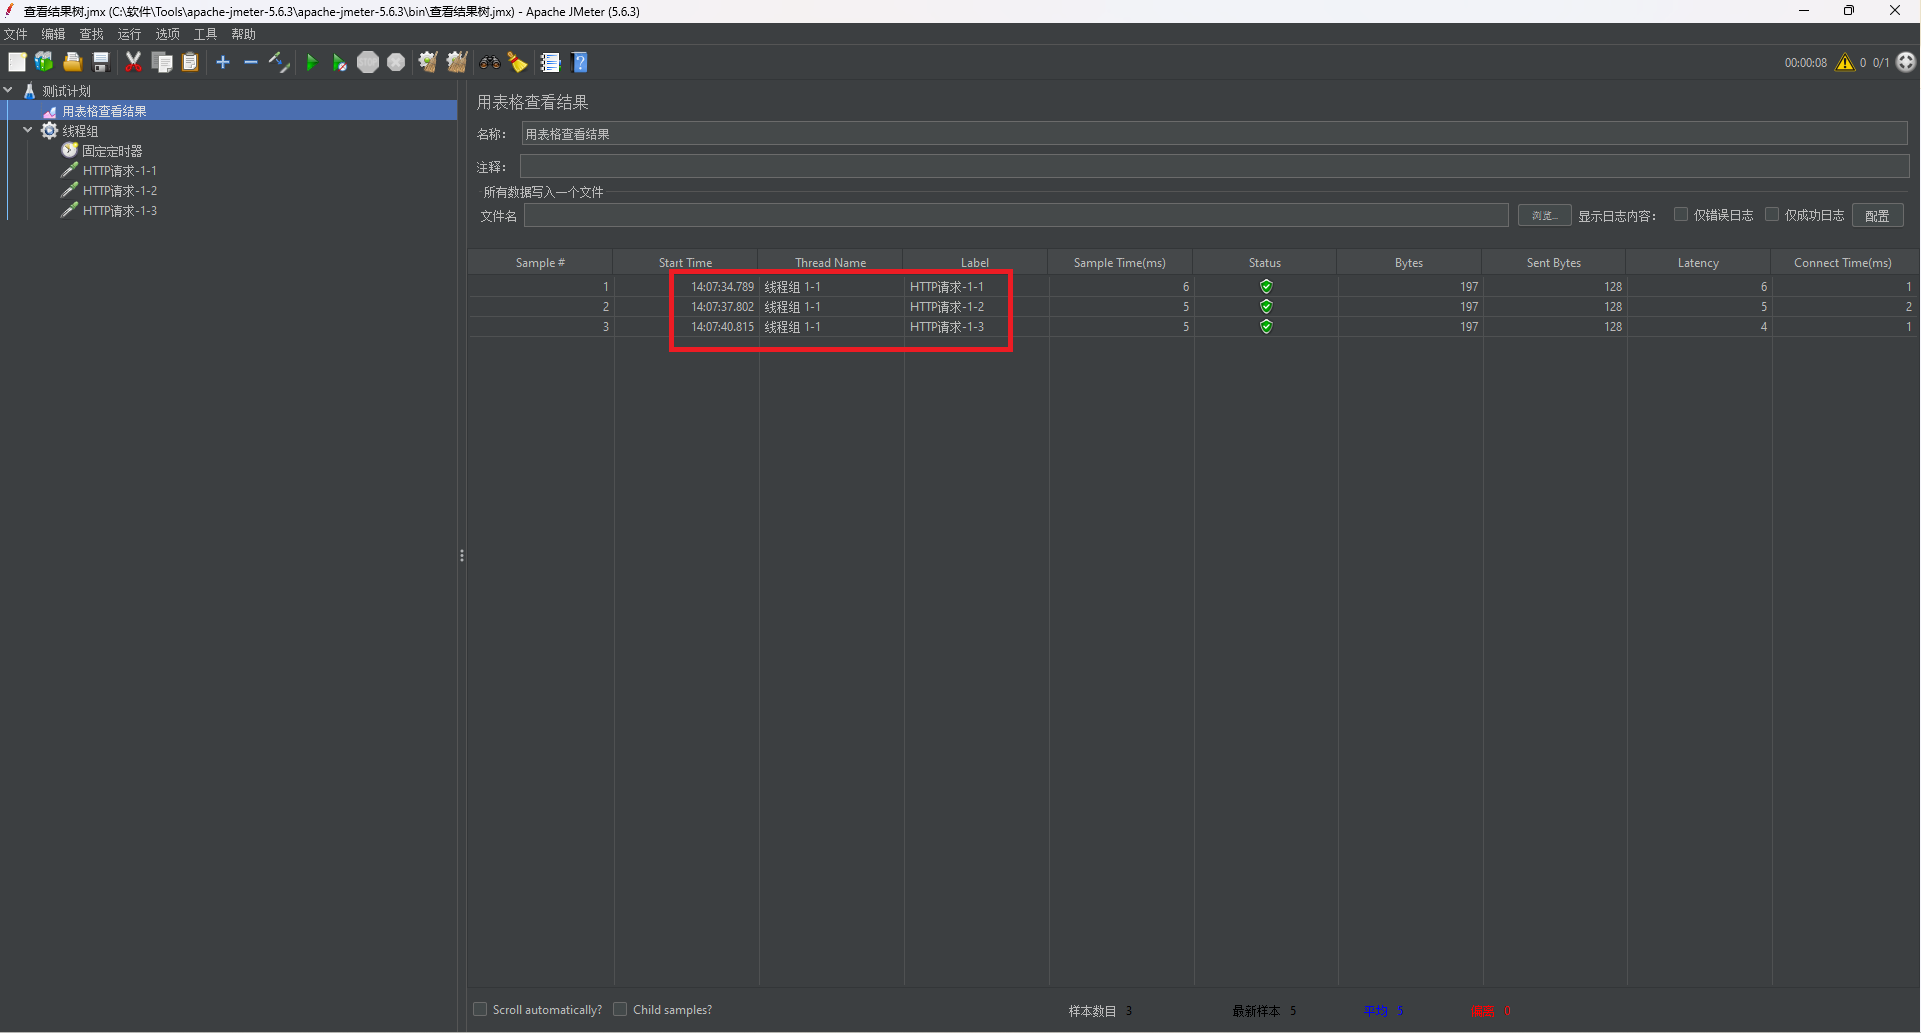 查看结果树.jmx (C:\软件\Tools\apache-jmeter-5.6.3\apache-jmeter-5.6.3\bin\查看结果树.jmx) - Apache JMeter (5.6.3)
文件 编辑 查找 运行 选项 工具 帮助
00:00:08 0 0/1
测试计划
用表格查看结果
线程组
固定定时器
HTTP请求-1-1
HTTP请求-1-2
HTTP请求-1-3
用表格查看结果
名称： 用表格查看结果
注释：
所有数据写入一个文件
文件名 浏览... 显示日志内容： 仅错误日志 仅成功日志 配置
Sample # Start Time Thread Name Label Sample Time(ms) Status Bytes Sent Bytes Latency Connect Time(ms)
1 14:07:34.789 线程组 1-1 HTTP请求-1-1 6 197 128 6 1
2 14:07:37.802 线程组 1-1 HTTP请求-1-2 5 197 128 5 2
3 14:07:40.815 线程组 1-1 HTTP请求-1-3 5 197 128 4 1
Scroll automatically? Child samples? 样本数目 3 最新样本 5 平均 5 偏离 0